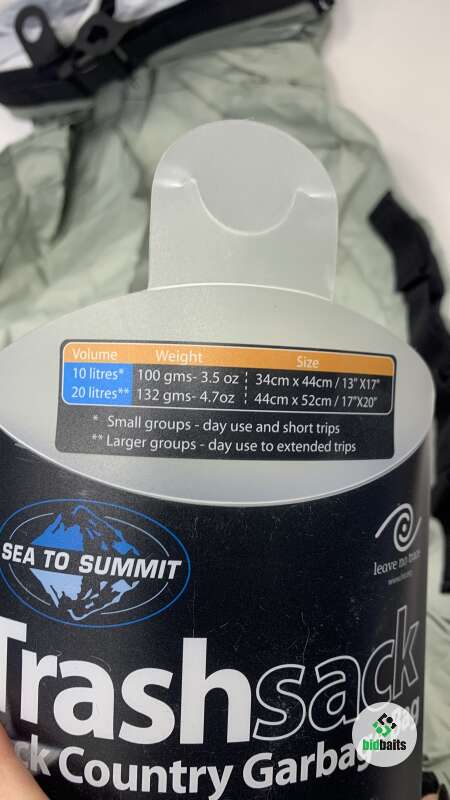 Volume Weight Size
10 litres* 100 gms- 3.5 oz 34cm x 44cm / 13" X17"
20 litres** 132 gms- 4.7oz 44cm x 52cm / 17"X20"
* Small groups - day use and short trips
** Larger groups - day use to extended trips
SEA TO SUMMIT
leave no trace
Trashsack
ck Country Garbag
bidbaits